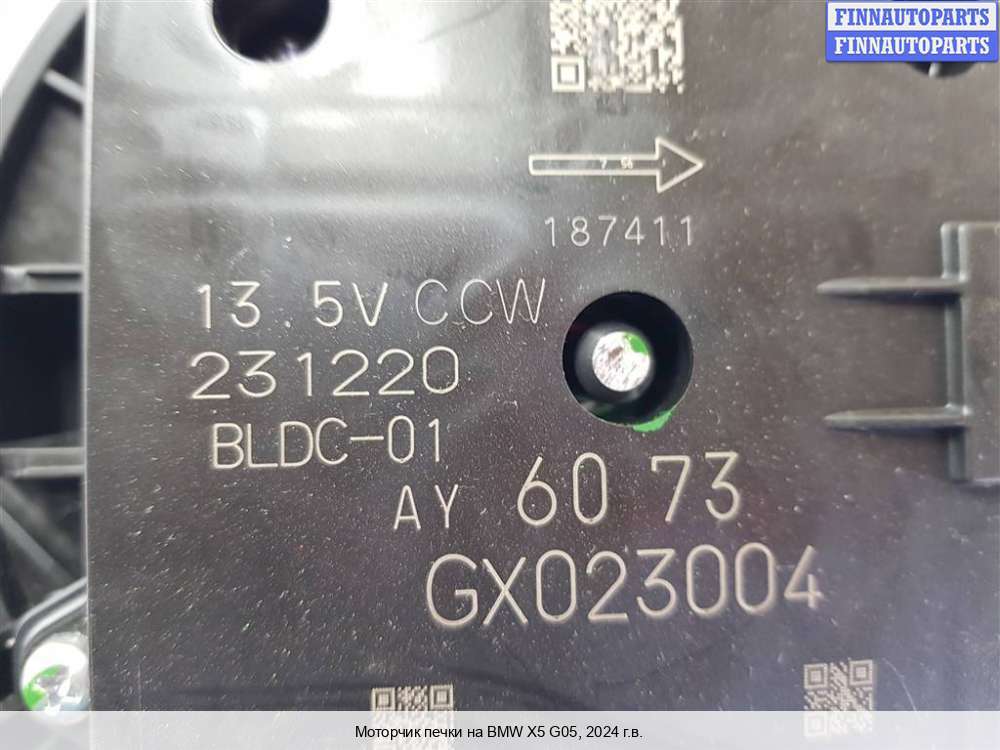 FINNAUTOPARTS
FINNAUTOPARTS
187411
13.5V CCW
231220
BLDC-01
AY 60 73
GX023004
Моторчик печки на BMW X5 G05, 2024 г.в.